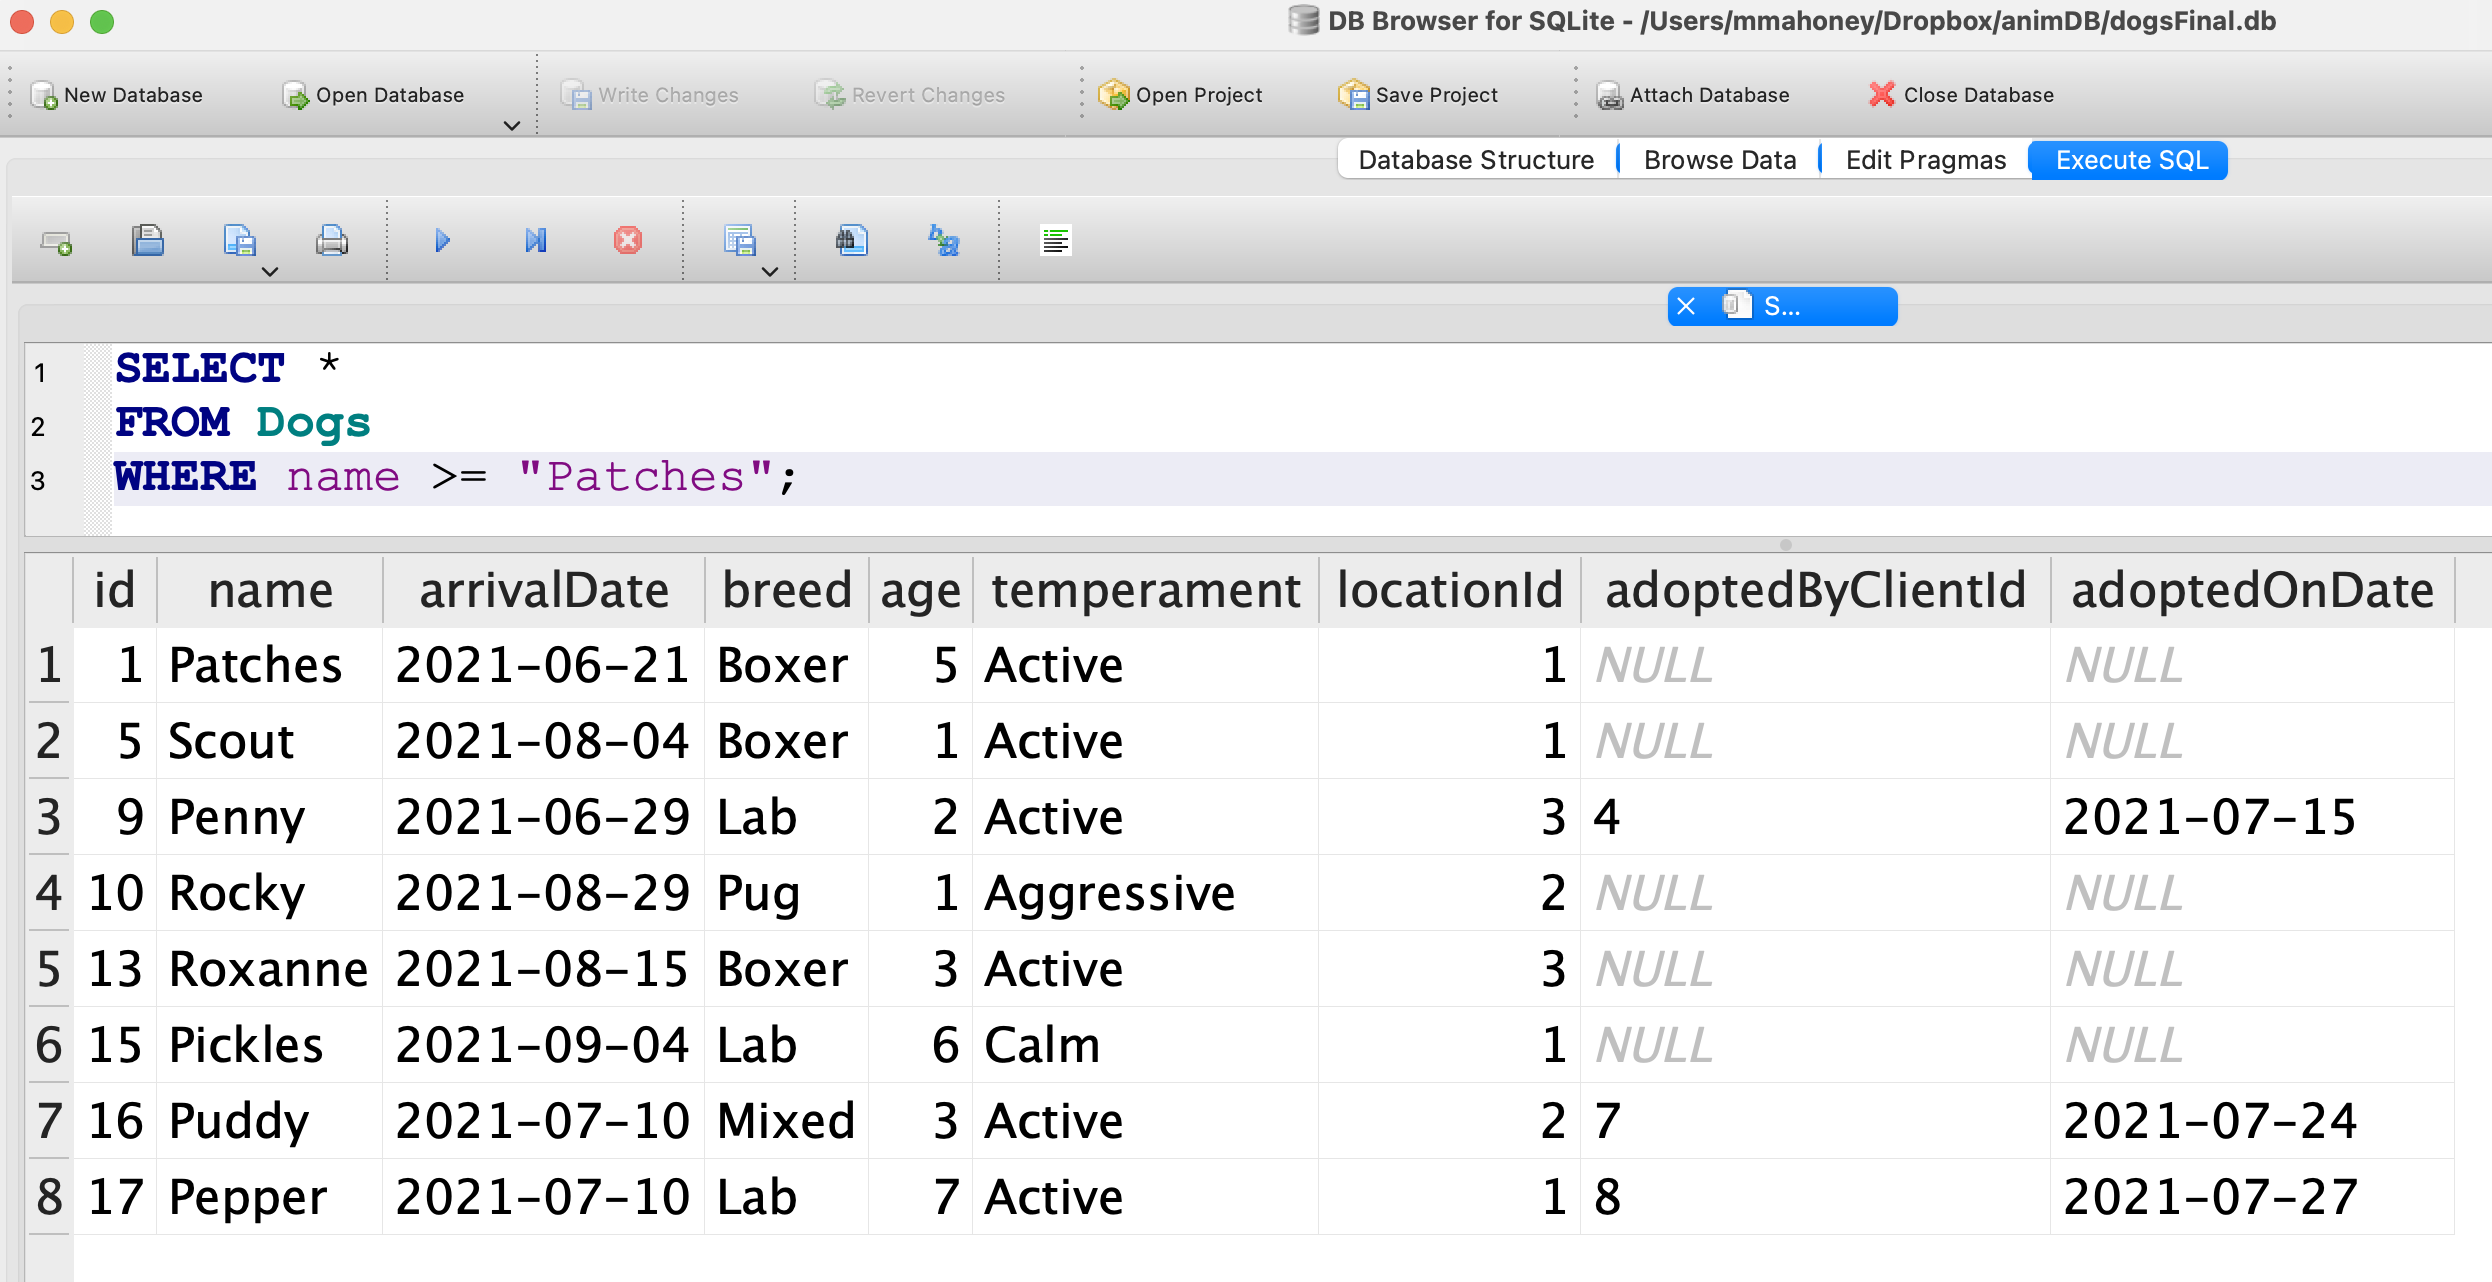 DB Browser for SQLite - /Users/mmahoney/Dropbox/animDB/dogsFinal.db
New Database Open Database Write Changes Revert Changes Open Project Save Project Attach Database Close Database
Database Structure Browse Data Edit Pragmas Execute SQL
S...
1 SELECT *
2 FROM Dogs
3 WHERE name >= "Patches";
id name arrivalDate breed age temperament locationId adoptedByClientId adoptedOnDate
1 1 Patches 2021-06-21 Boxer 5 Active 1 NULL NULL
2 5 Scout 2021-08-04 Boxer 1 Active 1 NULL NULL
3 9 Penny 2021-06-29 Lab 2 Active 3 4 2021-07-15
4 10 Rocky 2021-08-29 Pug 1 Aggressive 2 NULL NULL
5 13 Roxanne 2021-08-15 Boxer 3 Active 3 NULL NULL
6 15 Pickles 2021-09-04 Lab 6 Calm 1 NULL NULL
7 16 Puddy 2021-07-10 Mixed 3 Active 2 7 2021-07-24
8 17 Pepper 2021-07-10 Lab 7 Active 1 8 2021-07-27